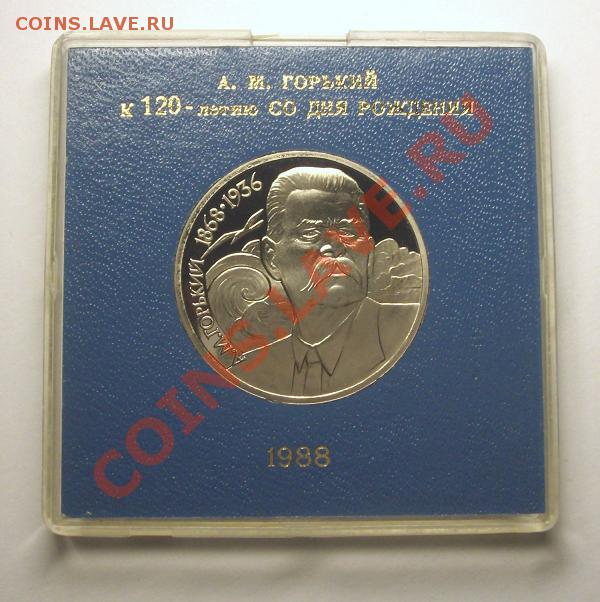 COINS.LAVE.RU
А. М. ГОРЬКИЙ
к 120-летию СО ДНЯ РОЖДЕНИЯ
А.М.ГОРЬКИЙ 1868•1936
1988
COINS.LAVE.RU